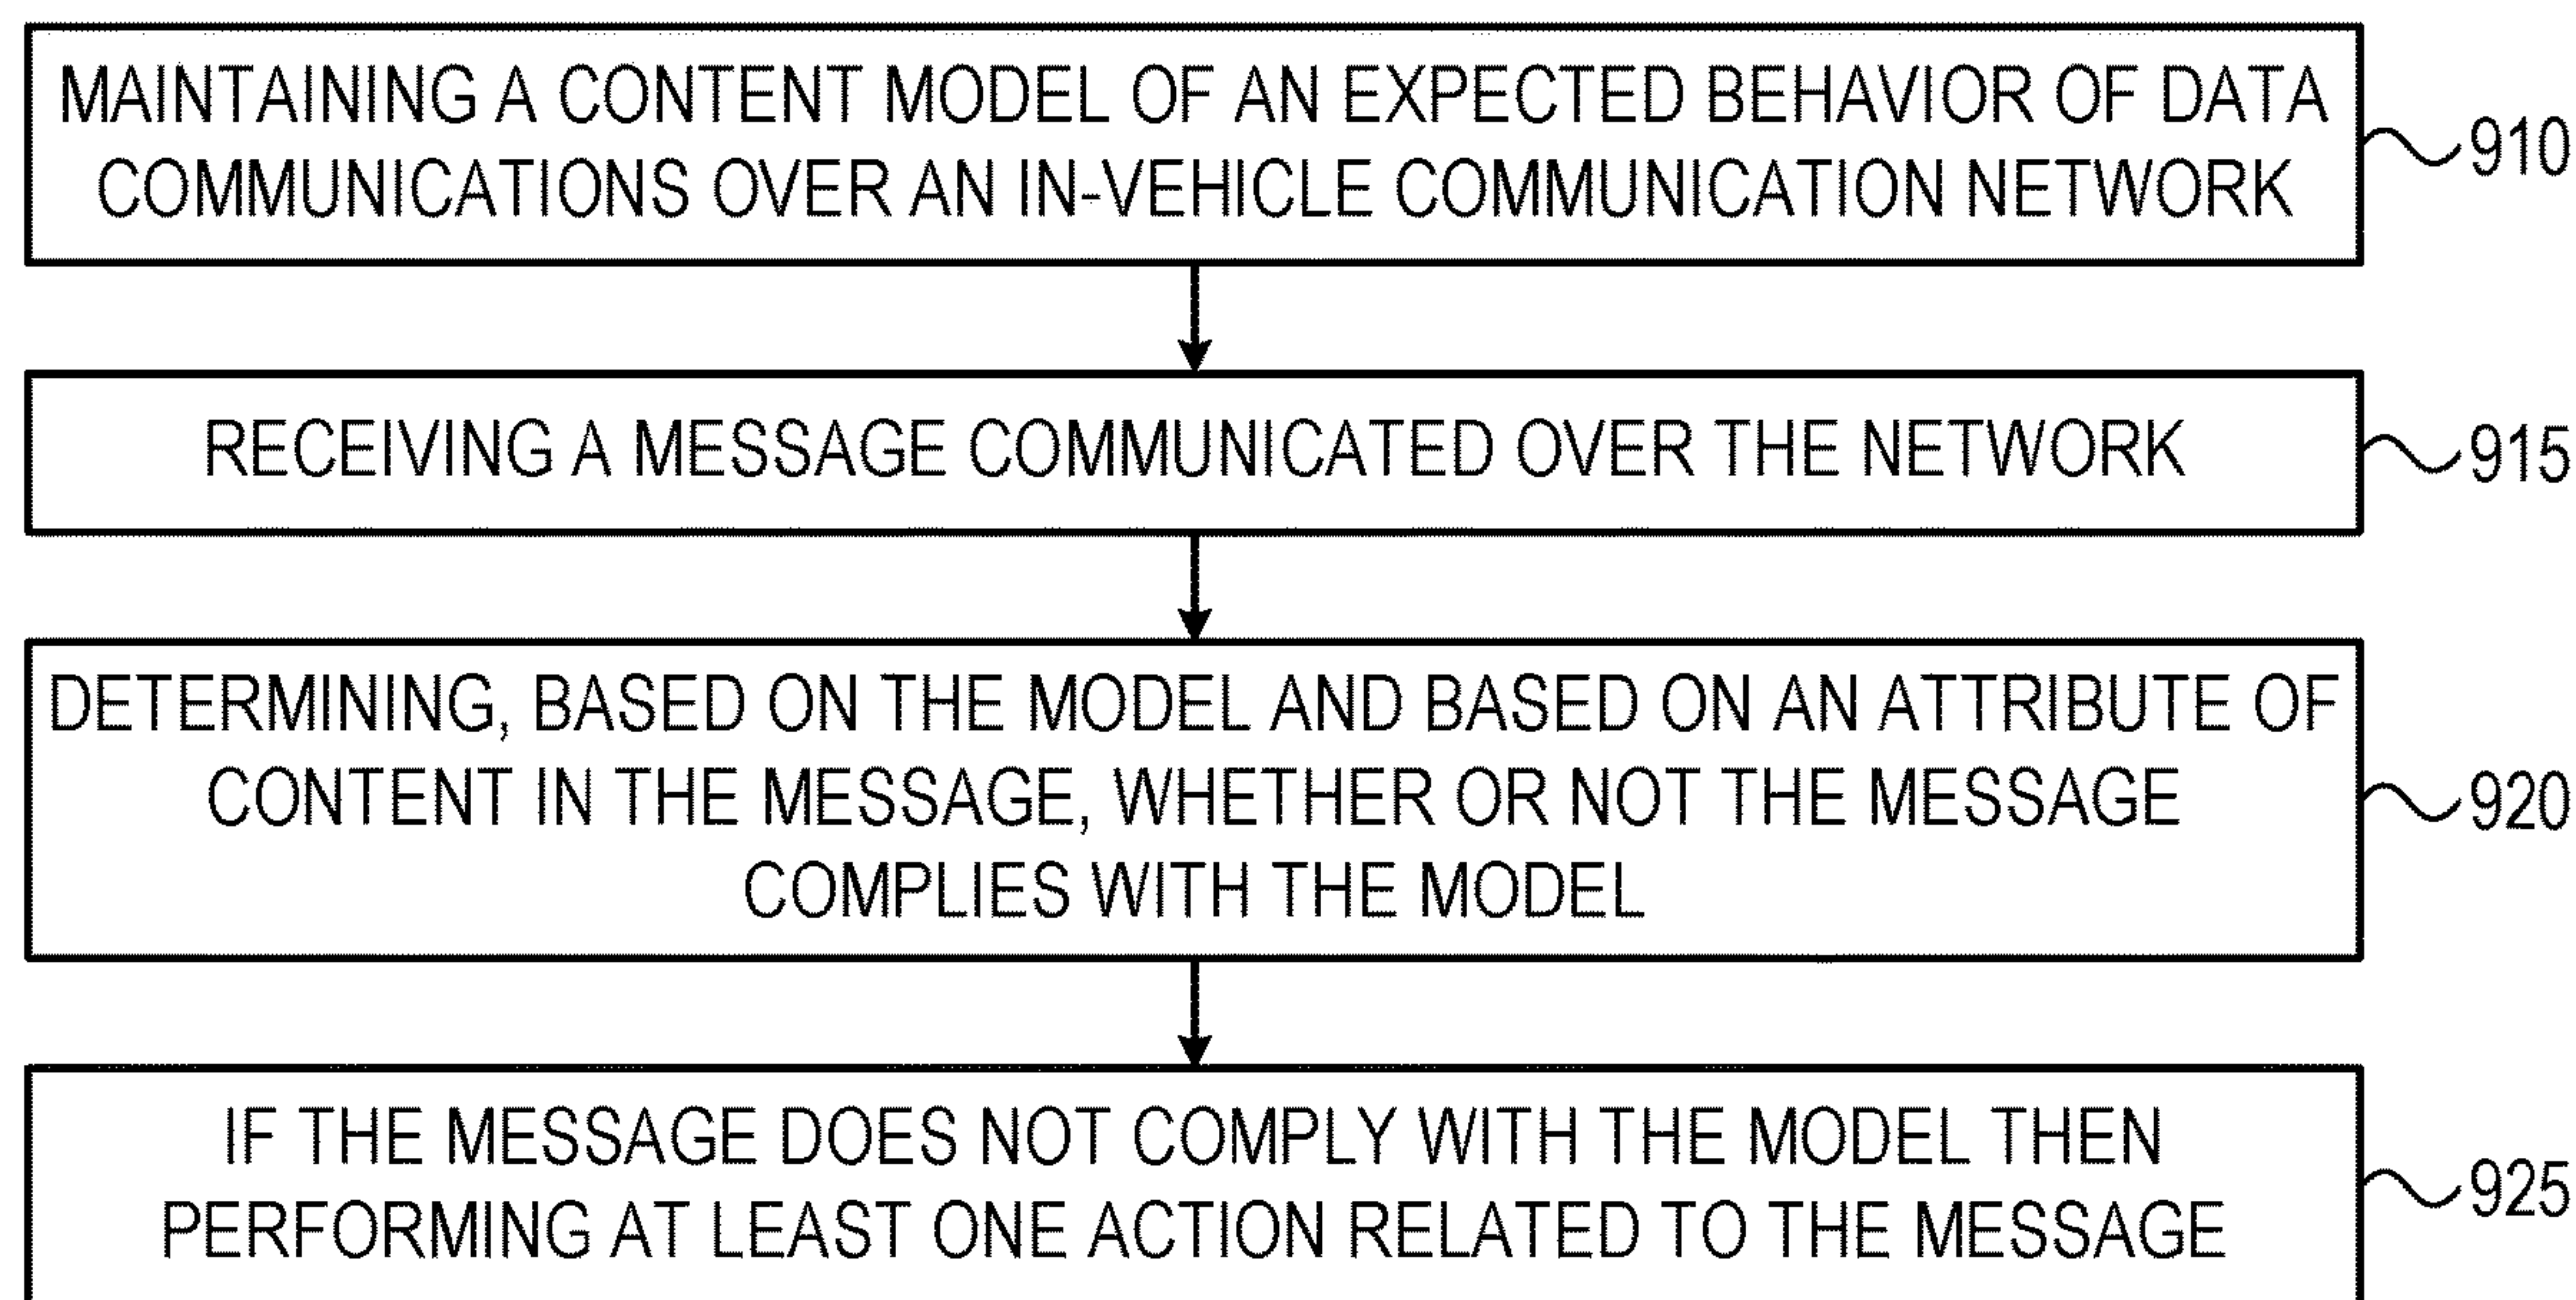 MAINTAINING A CONTENT MODEL OF AN EXPECTED BEHAVIOR OF DATA
COMMUNICATIONS OVER AN IN-VEHICLE COMMUNICATION NETWORK
910
RECEIVING A MESSAGE COMMUNICATED OVER THE NETWORK
915
DETERMINING, BASED ON THE MODEL AND BASED ON AN ATTRIBUTE OF
CONTENT IN THE MESSAGE, WHETHER OR NOT THE MESSAGE
COMPLIES WITH THE MODEL
920
IF THE MESSAGE DOES NOT COMPLY WITH THE MODEL THEN
PERFORMING AT LEAST ONE ACTION RELATED TO THE MESSAGE
925